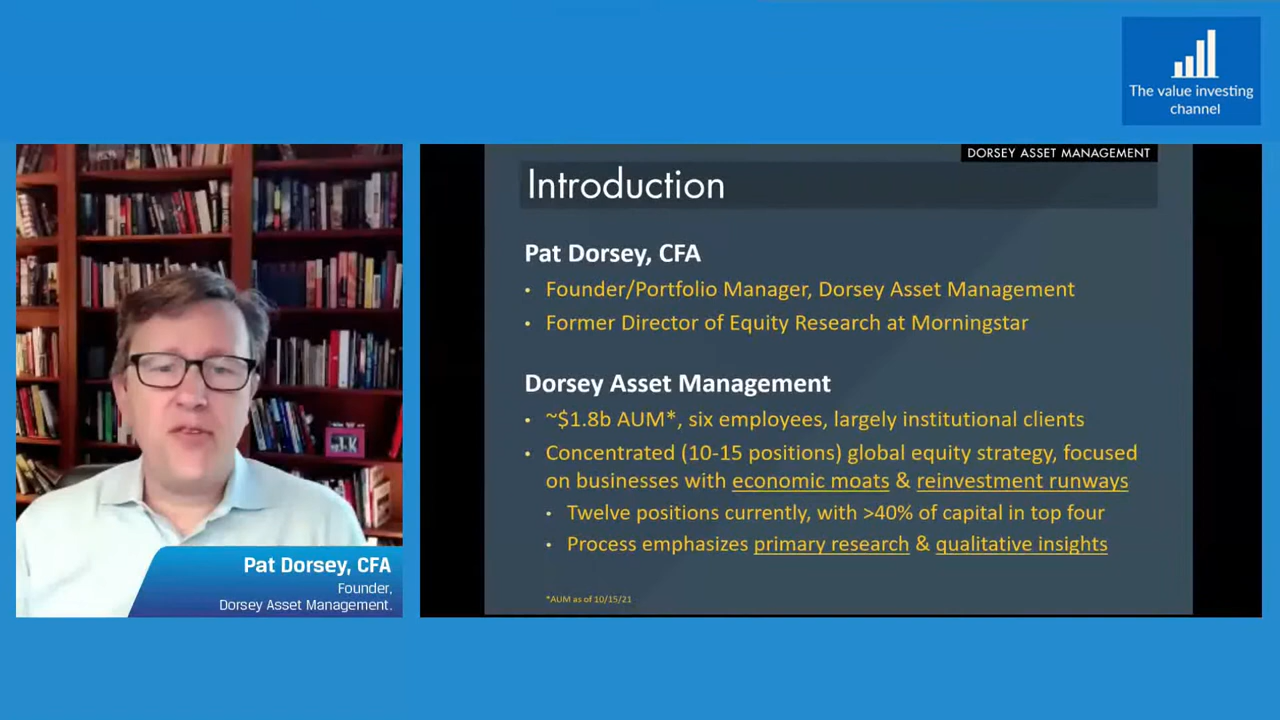 The value investing
channel
DORSEY ASSET MANAGEMENT
Introduction
Pat Dorsey, CFA
• Founder/Portfolio Manager, Dorsey Asset Management
• Former Director of Equity Research at Morningstar
Dorsey Asset Management
• ~$1.8b AUM*, six employees, largely institutional clients
• Concentrated (10-15 positions) global equity strategy, focused
on businesses with economic moats & reinvestment runways
• Twelve positions currently, with >40% of capital in top four
• Process emphasizes primary research & qualitative insights
*AUM as of 10/15/21
Pat Dorsey, CFA
Founder,
Dorsey Asset Management.